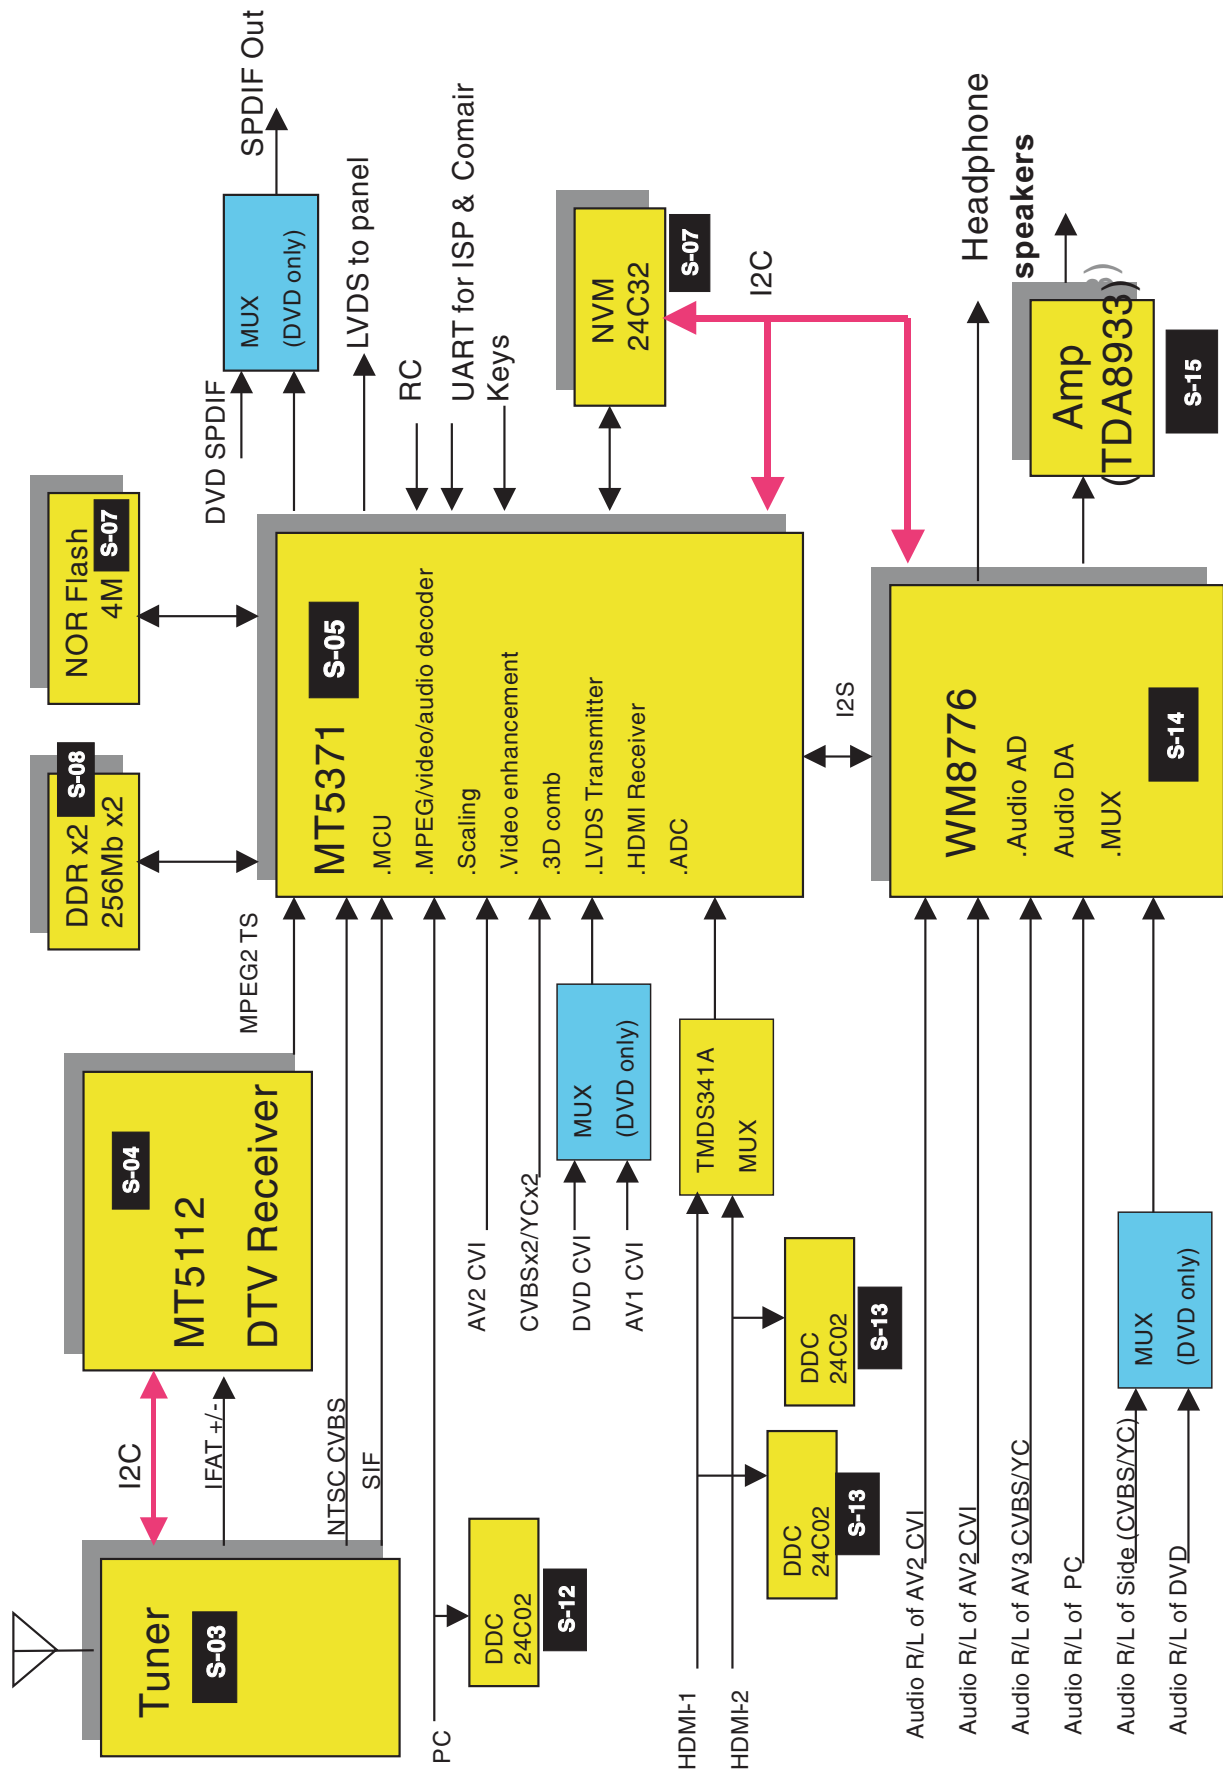 Tuner
S-03
I2C
IFAT +/-
NTSC CVBS
SIF
S-04
MT5112
DTV Receiver
MPEG2 TS
DDR x2
256Mb x2
S-08
NOR Flash
4M
S-07
DVD SPDIF
MUX
(DVD only)
SPDIF Out
LVDS to panel
RC
UART for ISP & Comair
Keys
MT5371
S-05
.MCU
.MPEG/video/audio decoder
.Scaling
.Video enhancement
.3D comb
.LVDS Transmitter
.HDMI Receiver
.ADC
NVM
24C32
S-07
I2C
PC
DDC
24C02
S-12
AV2 CVI
CVBSx2/YCx2
DVD CVI
AV1 CVI
MUX
(DVD only)
TMDS341A
MUX
HDMI-1
HDMI-2
DDC
24C02
S-13
DDC
24C02
S-13
I2S
WM8776
.Audio AD
Audio DA
.MUX
S-14
Headphone
speakers
Amp
(TDA8933)
S-15
Audio R/L of AV2 CVI
Audio R/L of AV2 CVI
Audio R/L of AV3 CVBS/YC
Audio R/L of PC
Audio R/L of Side (CVBS/YC)
Audio R/L of DVD
MUX
(DVD only)